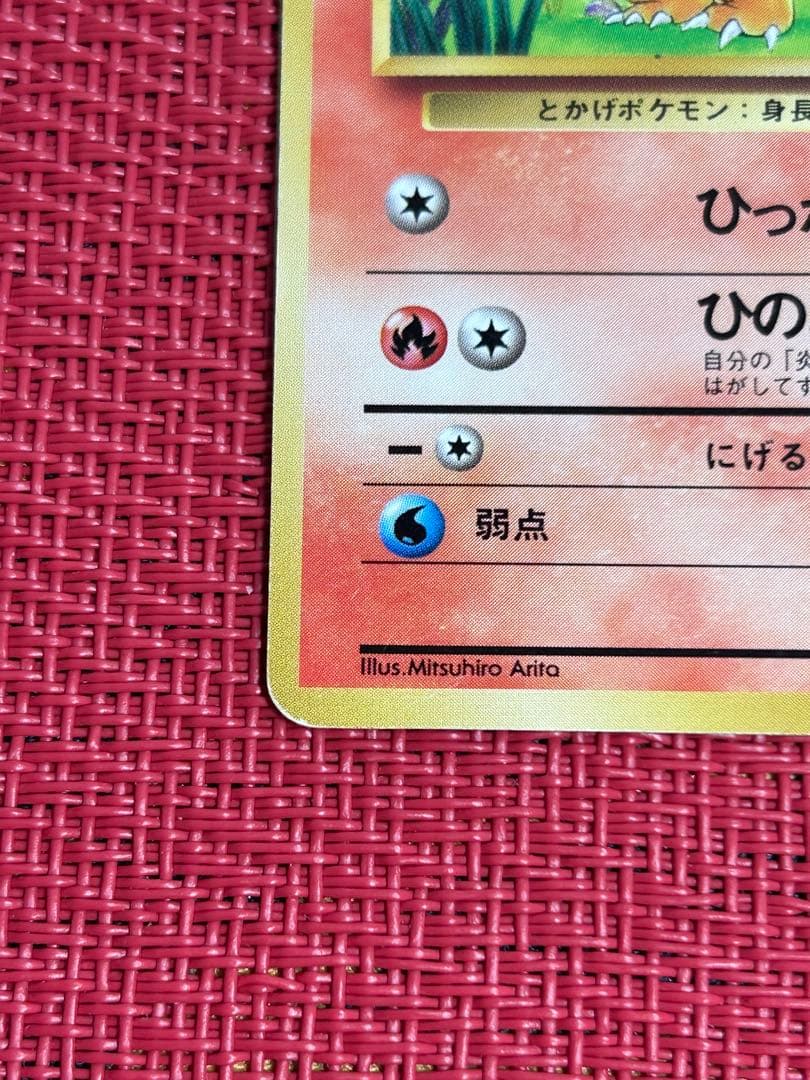 とかげポケモン：身長
ひっか
ひの
自分の「炎
はがしてす
にげる
弱点
Illus.Mitsuhiro Arita